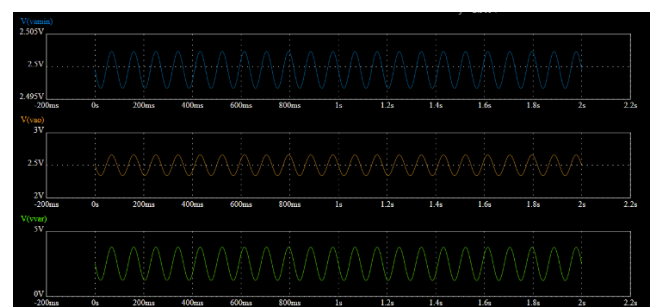 V(vamin)
2.505V
2.5V
2.495V
-200ms 0s 200ms 400ms 600ms 800ms 1s 1.2s 1.4s 1.6s 1.8s 2s 2.2s
V(vao)
3V
2.5V
2V
-200ms 0s 200ms 400ms 600ms 800ms 1s 1.2s 1.4s 1.6s 1.8s 2s 2.2s
V(vvar)
5V
0V
-200ms 0s 200ms 400ms 600ms 800ms 1s 1.2s 1.4s 1.6s 1.8s 2s 2.2s